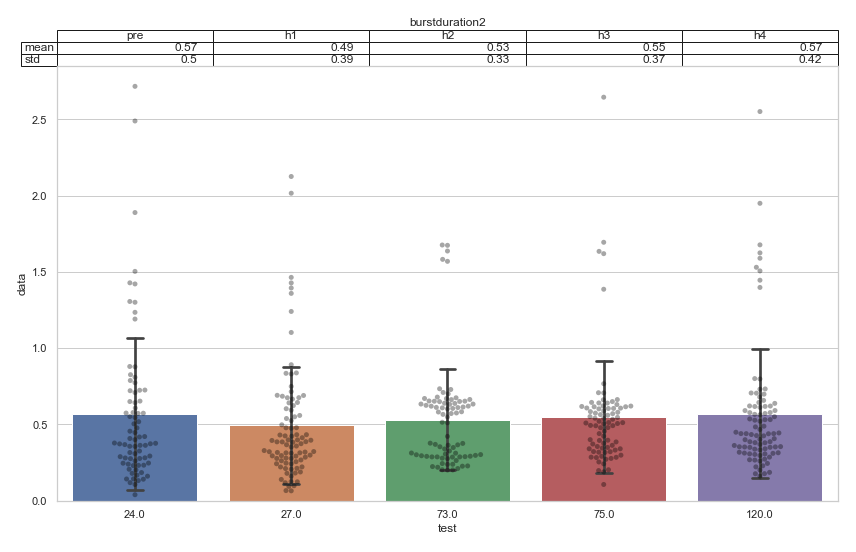 burstduration2
pre h1 h2 h3 h4
mean 0.57 0.49 0.53 0.55 0.57
std 0.5 0.39 0.33 0.37 0.42
2.5
2.0
1.5
1.0
0.5
0.0
data
24.0 27.0 73.0 75.0 120.0
test